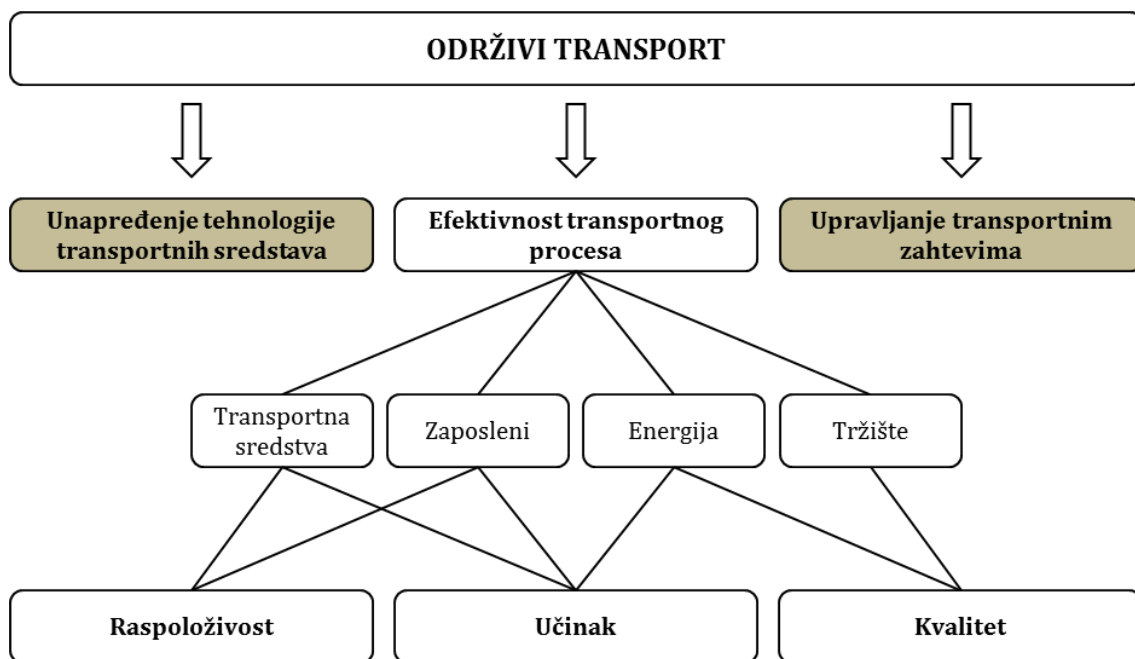 ODRŽIVI TRANSPORT
Unapređenje tehnologije
transportnih sredstava
Efektivnost transportnog
procesa
Upravljanje transportnim
zahtevima
Transportna
sredstva
Zaposleni
Energija
Tržište
Raspoloživost
Učinak
Kvalitet